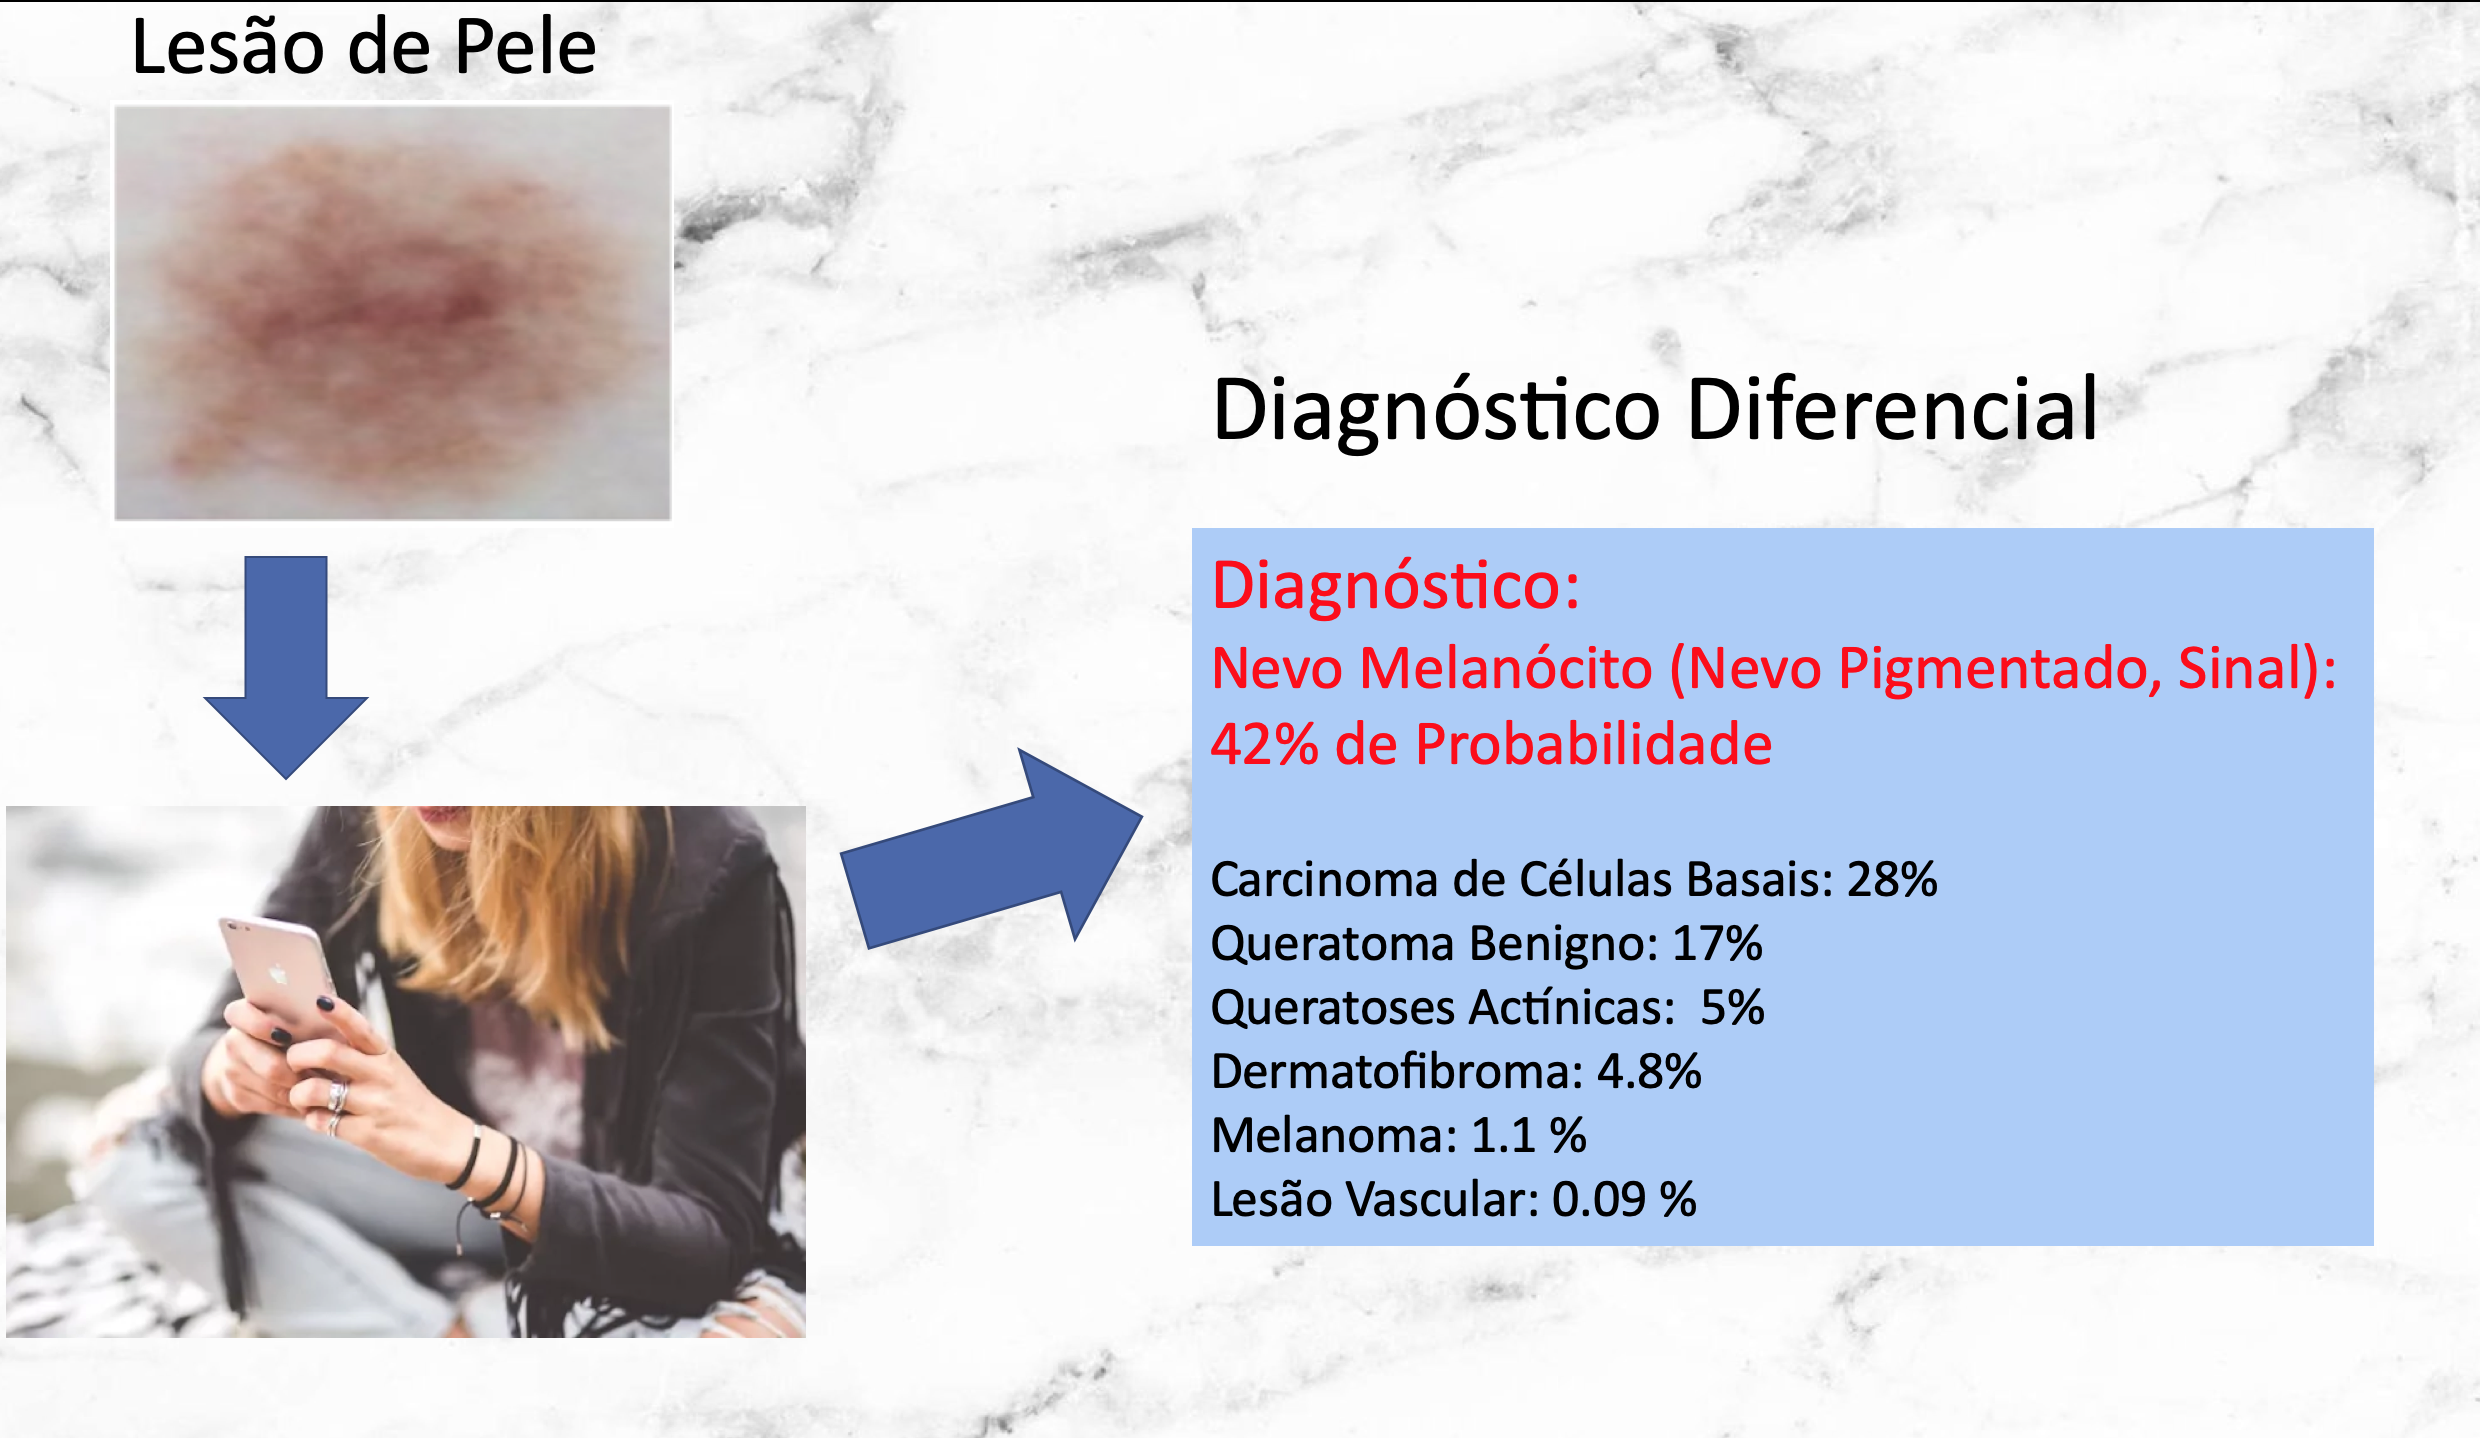 Lesão de Pele
Diagnóstico Diferencial
Diagnóstico:
Nevo Melanócito (Nevo Pigmentado, Sinal):
42% de Probabilidade
Carcinoma de Células Basais: 28%
Queratoma Benigno: 17%
Queratoses Actínicas:  5%
Dermatofibroma: 4.8%
Melanoma: 1.1 %
Lesão Vascular: 0.09 %